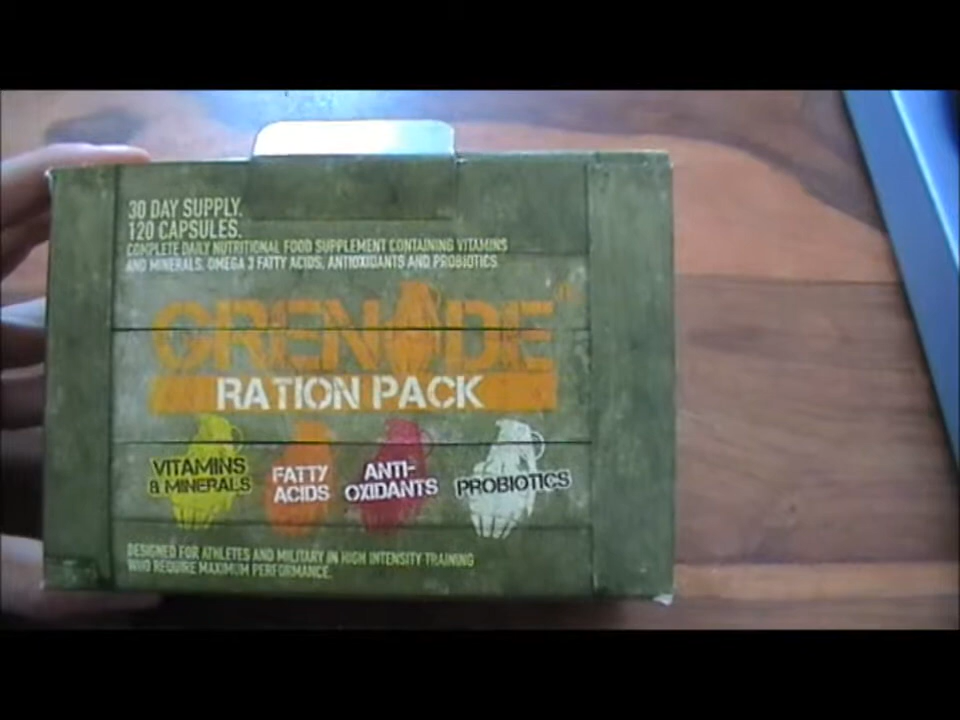 30 DAY SUPPLY.
120 CAPSULES.
COMPLETE DAILY NUTRITIONAL FOOD SUPPLEMENT CONTAINING VITAMINS
AND MINERALS, OMEGA 3 FATTY ACIDS, ANTIOXIDANTS AND PROBIOTICS.
GRENADE
RATION PACK
VITAMINS
& MINERALS
FATTY
ACIDS
ANTI-
OXIDANTS
PROBIOTICS
DESIGNED FOR ATHLETES AND MILITARY IN HIGH INTENSITY TRAINING
WHO REQUIRE MAXIMUM PERFORMANCE.